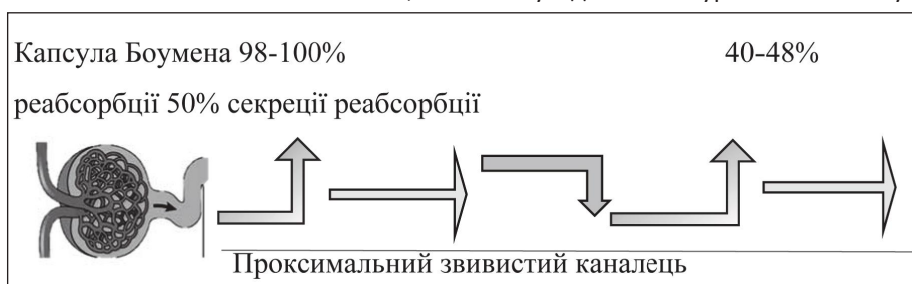 Капсула Боумена 98-100% 40-48%
реабсорбції 50% секреції реабсорбції
Проксимальний звивистий каналець